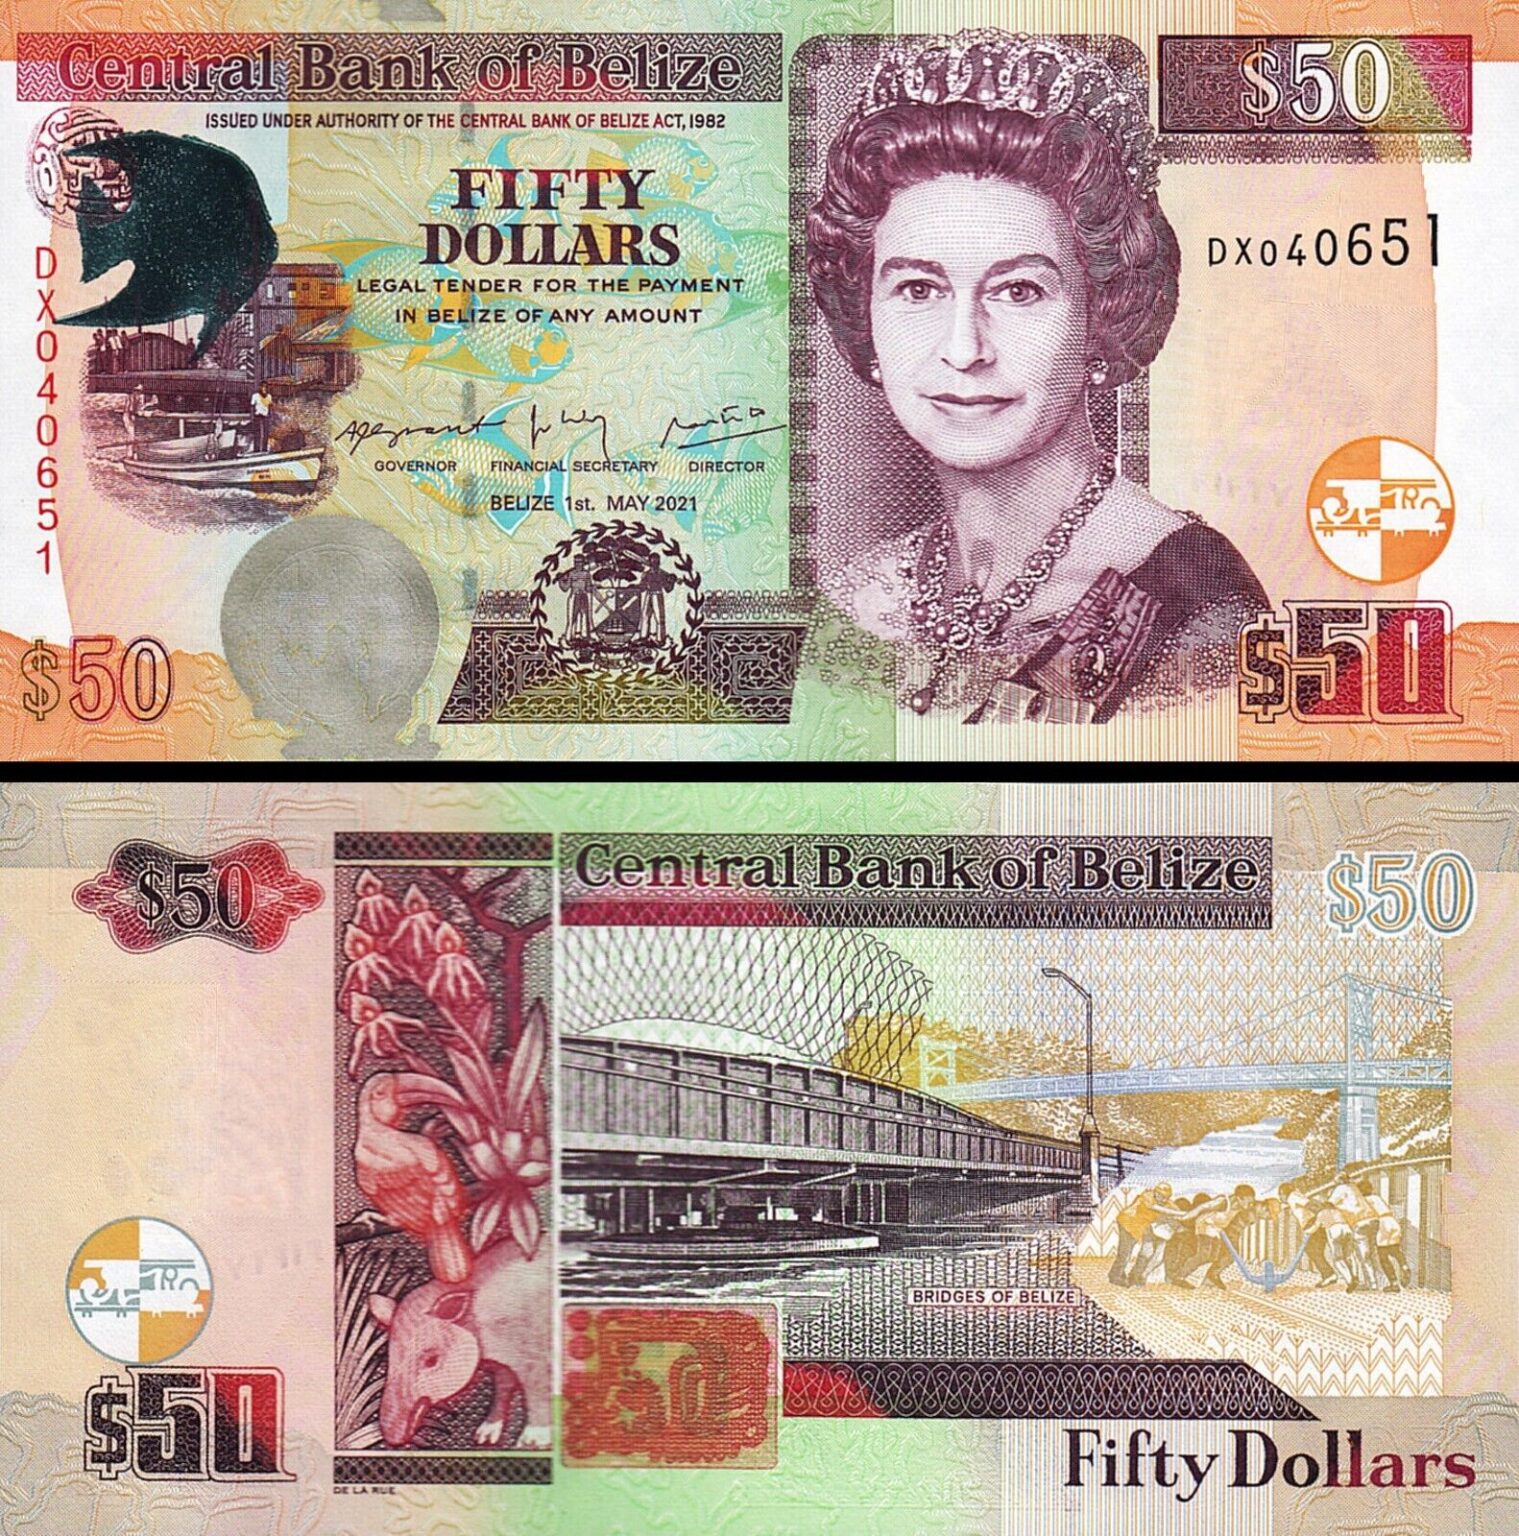 Central Bank of Belize
$50
ISSUED UNDER AUTHORITY OF THE CENTRAL BANK OF BELIZE ACT, 1982
FIFTY
DOLLARS
LEGAL TENDER FOR THE PAYMENT
IN BELIZE OF ANY AMOUNT
DX040651
DX040651
GOVERNOR FINANCIAL SECRETARY DIRECTOR
BELIZE 1st. MAY 2021
$50
$50
Central Bank of Belize
$50
$50
BRIDGES OF BELIZE
$50
Fifty Dollars
DE LA RUE